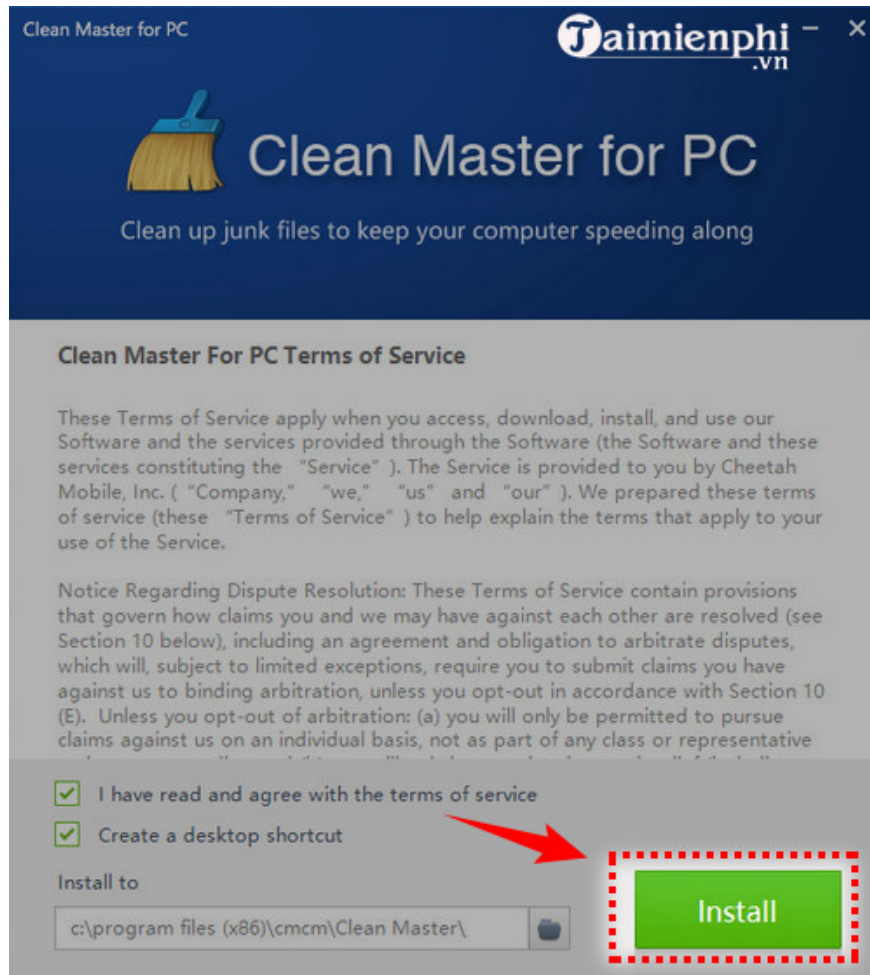 Clean Master for PC
Taimienphi
.vn
Clean Master for PC
Clean up junk files to keep your computer speeding along
Clean Master For PC Terms of Service
These Terms of Service apply when you access, download, install, and use our
Software and the services provided through the Software (the Software and these
services constituting the “Service” ). The Service is provided to you by Cheetah
Mobile, Inc. ( “Company,” “we,” “us” and “our” ). We prepared these terms
of service (these “Terms of Service” ) to help explain the terms that apply to your
use of the Service.
Notice Regarding Dispute Resolution: These Terms of Service contain provisions
that govern how claims you and we may have against each other are resolved (see
Section 10 below), including an agreement and obligation to arbitrate disputes,
which will, subject to limited exceptions, require you to submit claims you have
against us to binding arbitration, unless you opt-out in accordance with Section 10
(E). Unless you opt-out of arbitration: (a) you will only be permitted to pursue
claims against us on an individual basis, not as part of any class or representative
I have read and agree with the terms of service
Create a desktop shortcut
Install to
c:\program files (x86)\cmcm\Clean Master\
Install